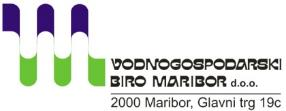 VODNOGOSPODARSKI
BIRO MARIBOR d.o.o.
2000 Maribor, Glavni trg 19c